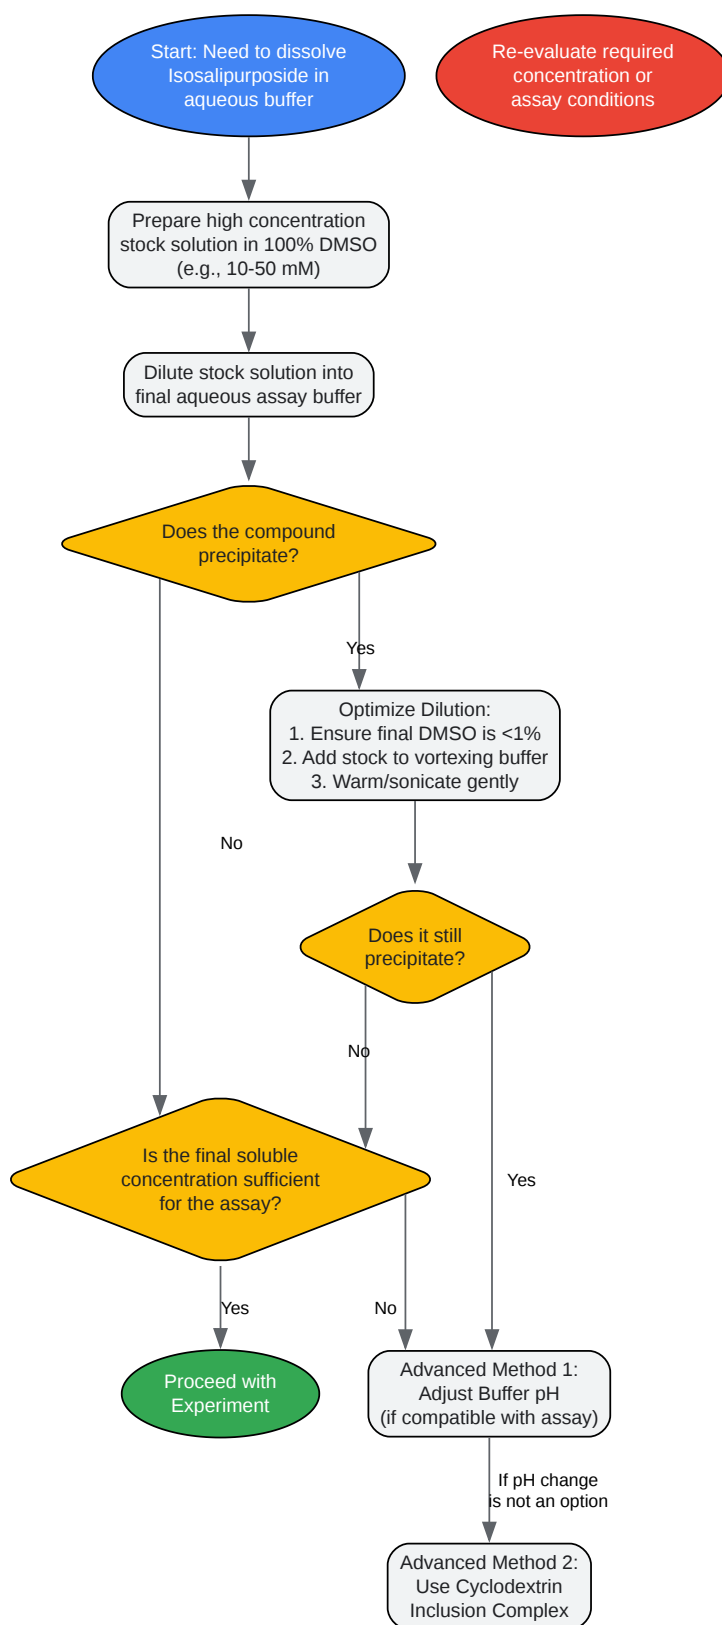 Start: Need to dissolve
Isosalipurposide in
aqueous buffer
Re-evaluate required
concentration or
assay conditions
Prepare high concentration
stock solution in 100% DMSO
(e.g., 10-50 mM)
Dilute stock solution into
final aqueous assay buffer
Does the compound
precipitate?
Yes
Optimize Dilution:
1. Ensure final DMSO is <1%
2. Add stock to vortexing buffer
3. Warm/sonicate gently
No
Does it still
precipitate?
No
Is the final soluble
concentration sufficient
for the assay?
Yes
Yes
No
Proceed with
Experiment
Advanced Method 1:
Adjust Buffer pH
(if compatible with assay)
If pH change
is not an option
Advanced Method 2:
Use Cyclodextrin
Inclusion Complex